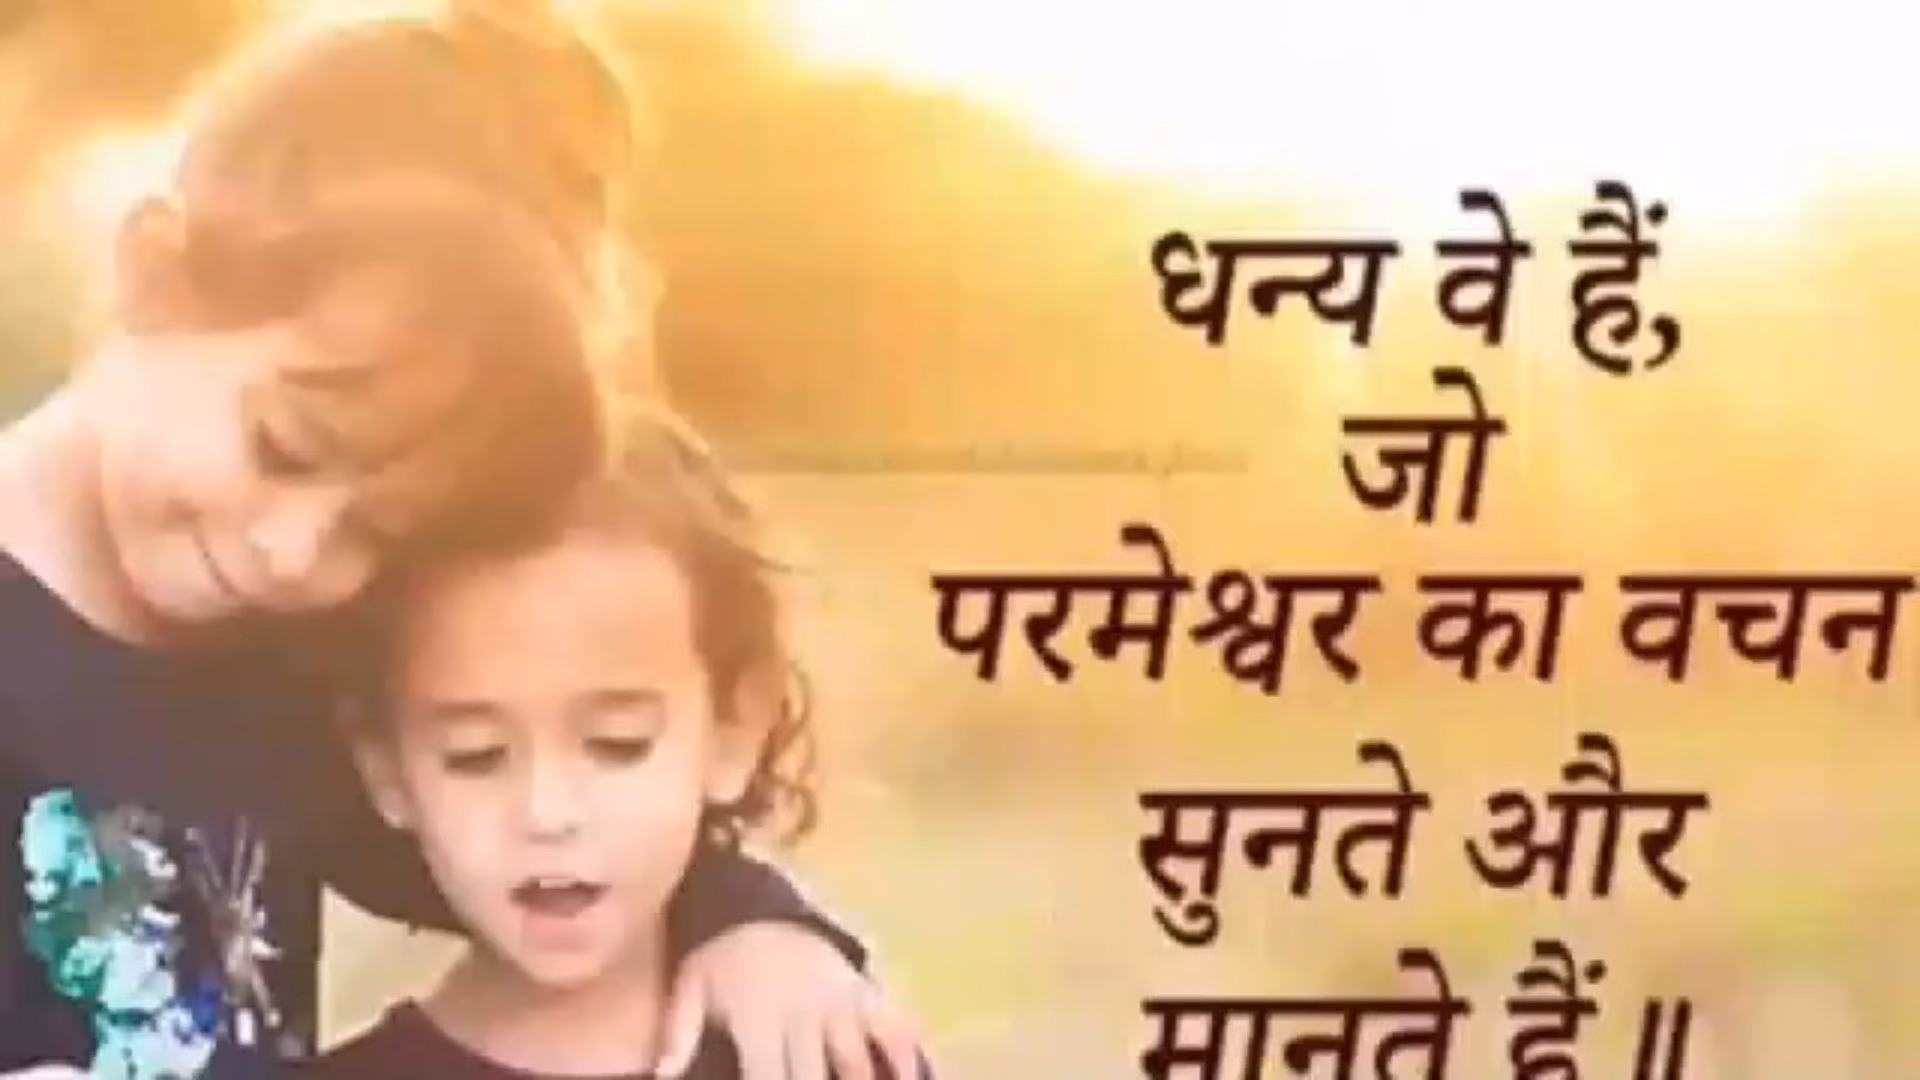 धन्य वे हैं,
जो
परमेश्वर का वचन
सुनते और
मानते हैं॥